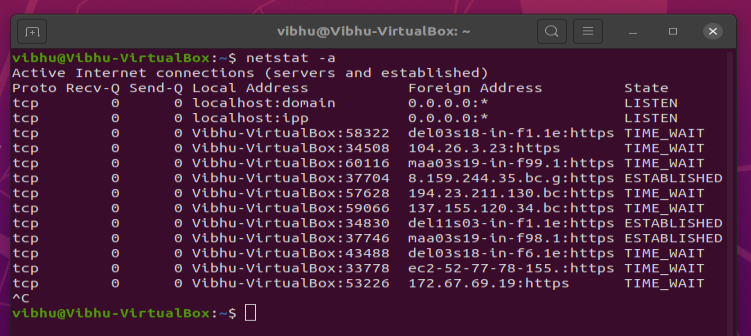 vibhu@Vibhu-VirtualBox: ~
vibhu@Vibhu-VirtualBox:~$ netstat -a
Active Internet connections (servers and established)
Proto Recv-Q Send-Q Local Address           Foreign Address         State
tcp        0      0 localhost:domain        0.0.0.0:*               LISTEN
tcp        0      0 localhost:ipp           0.0.0.0:*               LISTEN
tcp        0      0 Vibhu-VirtualBox:58322  del03s18-in-f1.1e:https TIME_WAIT
tcp        0      0 Vibhu-VirtualBox:34508  104.26.3.23:https       TIME_WAIT
tcp        0      0 Vibhu-VirtualBox:60116  maa03s19-in-f99.1:https TIME_WAIT
tcp        0      0 Vibhu-VirtualBox:37704  8.159.244.35.bc.g:https ESTABLISHED
tcp        0      0 Vibhu-VirtualBox:57628  194.23.211.130.bc:https TIME_WAIT
tcp        0      0 Vibhu-VirtualBox:59066  137.155.120.34.bc:https TIME_WAIT
tcp        0      0 Vibhu-VirtualBox:34830  del11s03-in-f1.1e:https ESTABLISHED
tcp        0      0 Vibhu-VirtualBox:37746  maa03s19-in-f98.1:https ESTABLISHED
tcp        0      0 Vibhu-VirtualBox:43488  del03s18-in-f6.1e:https TIME_WAIT
tcp        0      0 Vibhu-VirtualBox:33778  ec2-52-77-78-155.:https TIME_WAIT
tcp        0      0 Vibhu-VirtualBox:53226  172.67.69.19:https      TIME_WAIT
^C
vibhu@Vibhu-VirtualBox:~$